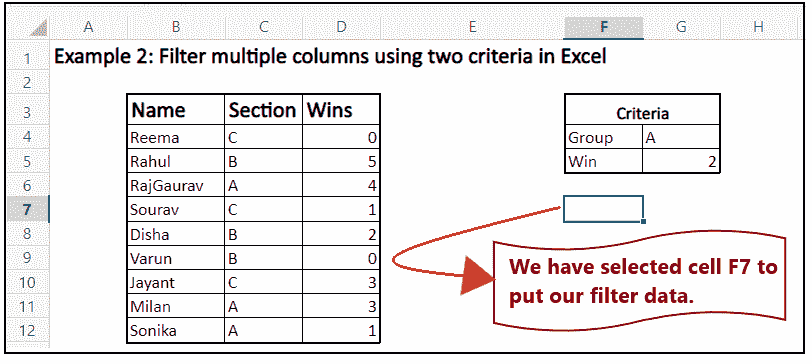 A B C D E F G H
1 Example 2: Filter multiple columns using two criteria in Excel
2
3 Name Section Wins Criteria
4 Reema C 0 Group A
5 Rahul B 5 Win 2
6 RajGaurav A 4
7 Sourav C 1
8 Disha B 2
9 Varun B 0
10 Jayant C 3
11 Milan A 3
12 Sonika A 1
We have selected cell F7 to
put our filter data.